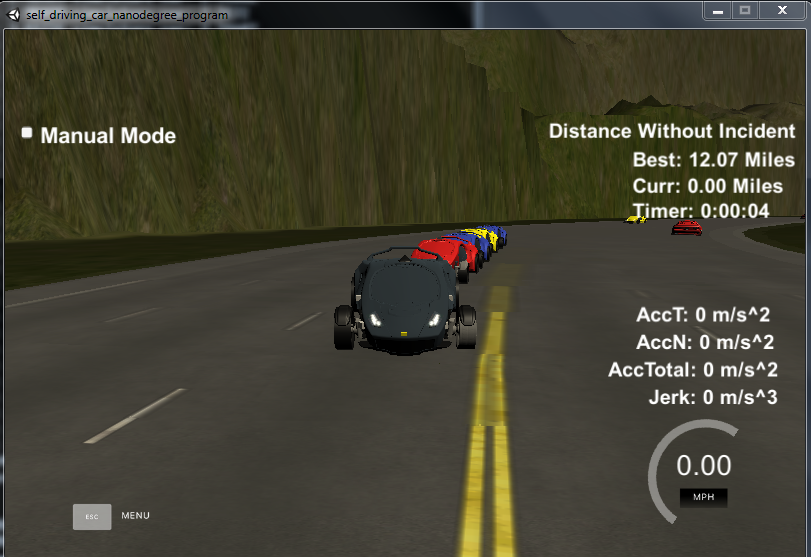 self_driving_car_nanodegree_program
Manual Mode
Distance Without Incident
Best: 12.07 Miles
Curr: 0.00 Miles
Timer: 0:00:04
AccT: 0 m/s^2
AccN: 0 m/s^2
AccTotal: 0 m/s^2
Jerk: 0 m/s^3
0.00
MPH
ESC MENU